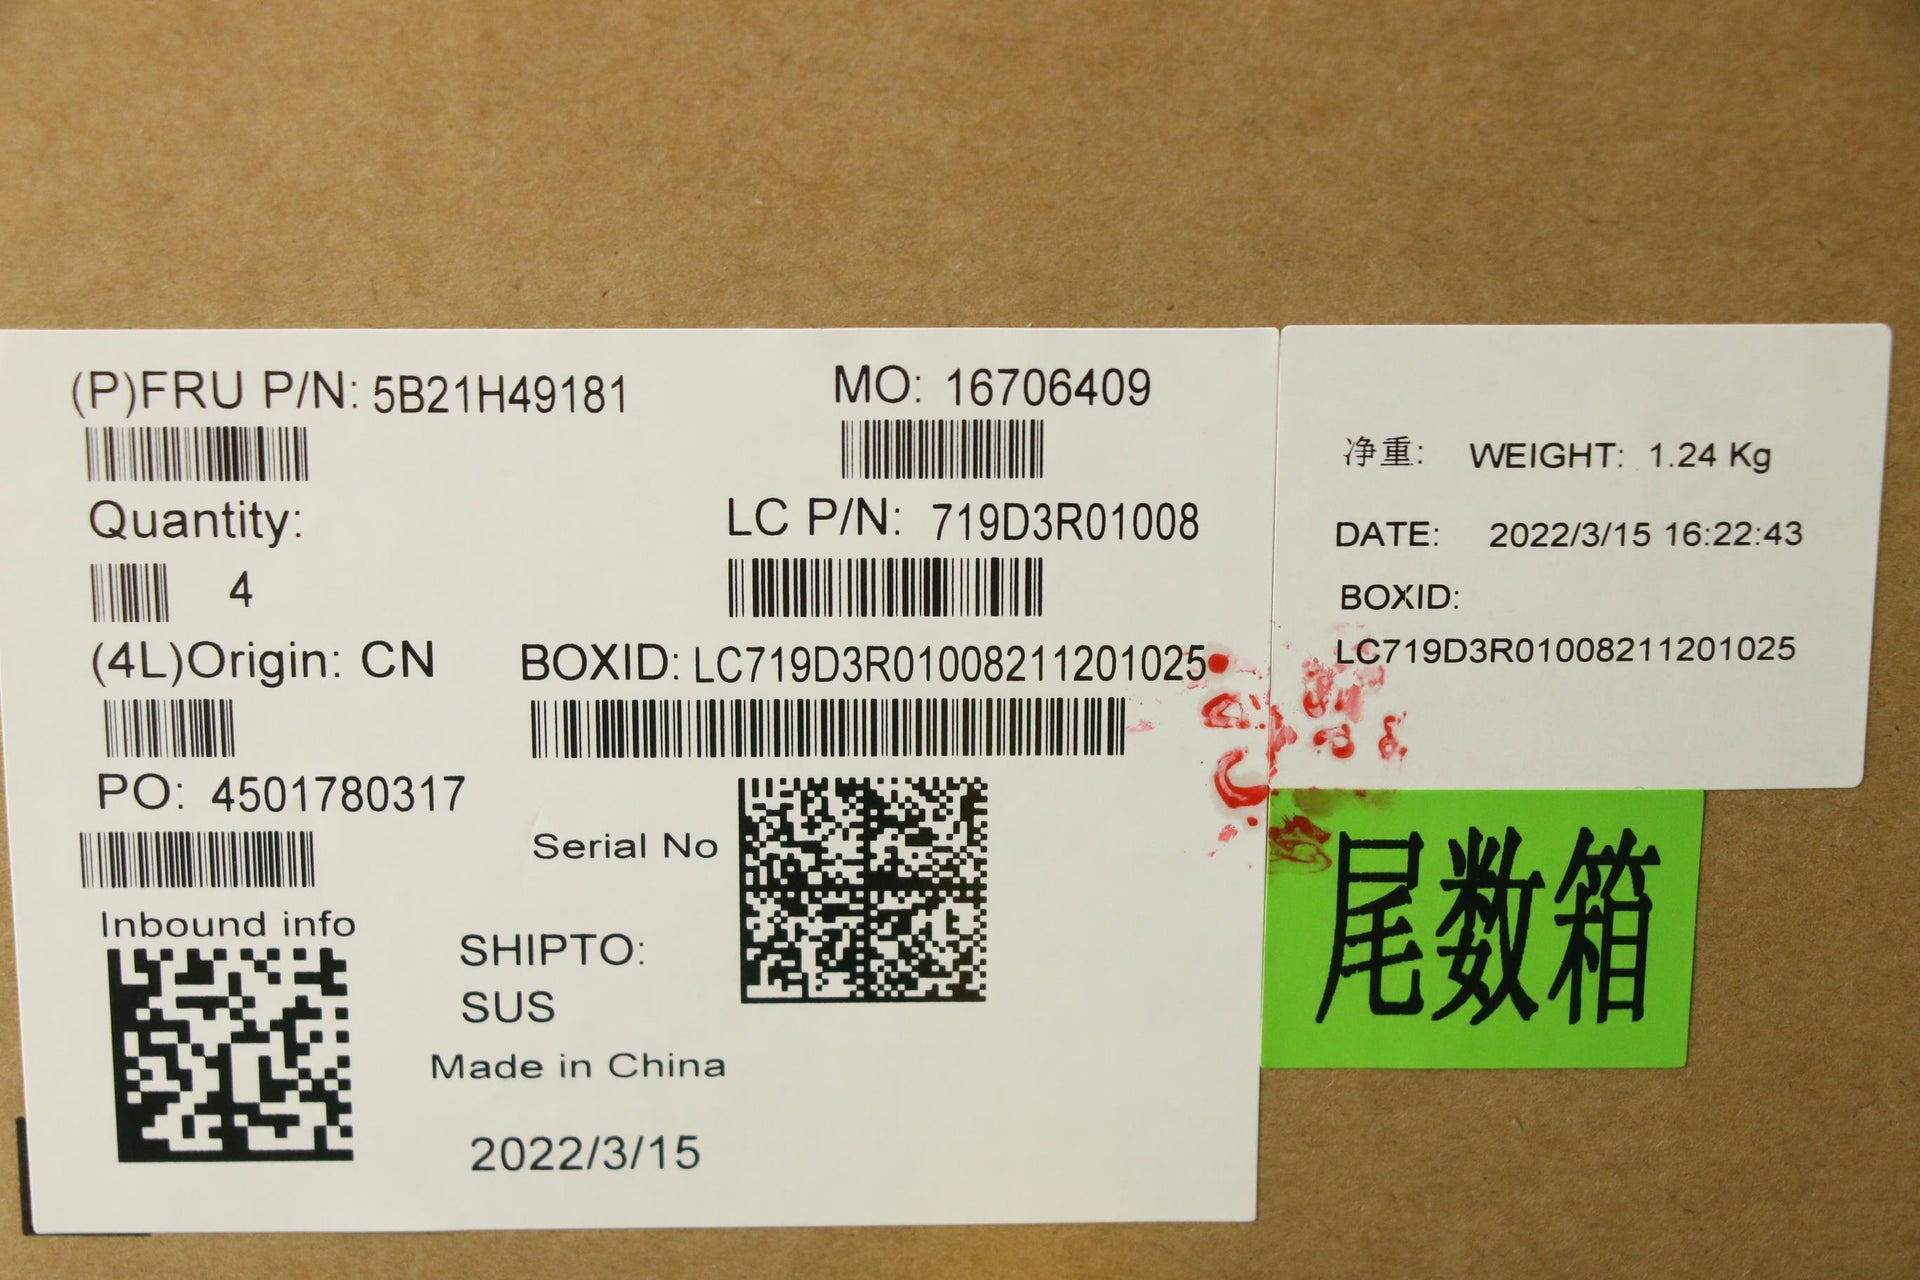 (P)FRU P/N: 5B21H49181
MO: 16706409
Quantity:
4
LC P/N: 719D3R01008
(4L)Origin: CN
BOXID: LC719D3R01008211201025
PO: 4501780317
Serial No
Inbound info
SHIPTO:
SUS
Made in China
2022/3/15
净重: WEIGHT: 1.24 Kg
DATE: 2022/3/15 16:22:43
BOXID:
LC719D3R01008211201025
尾数箱